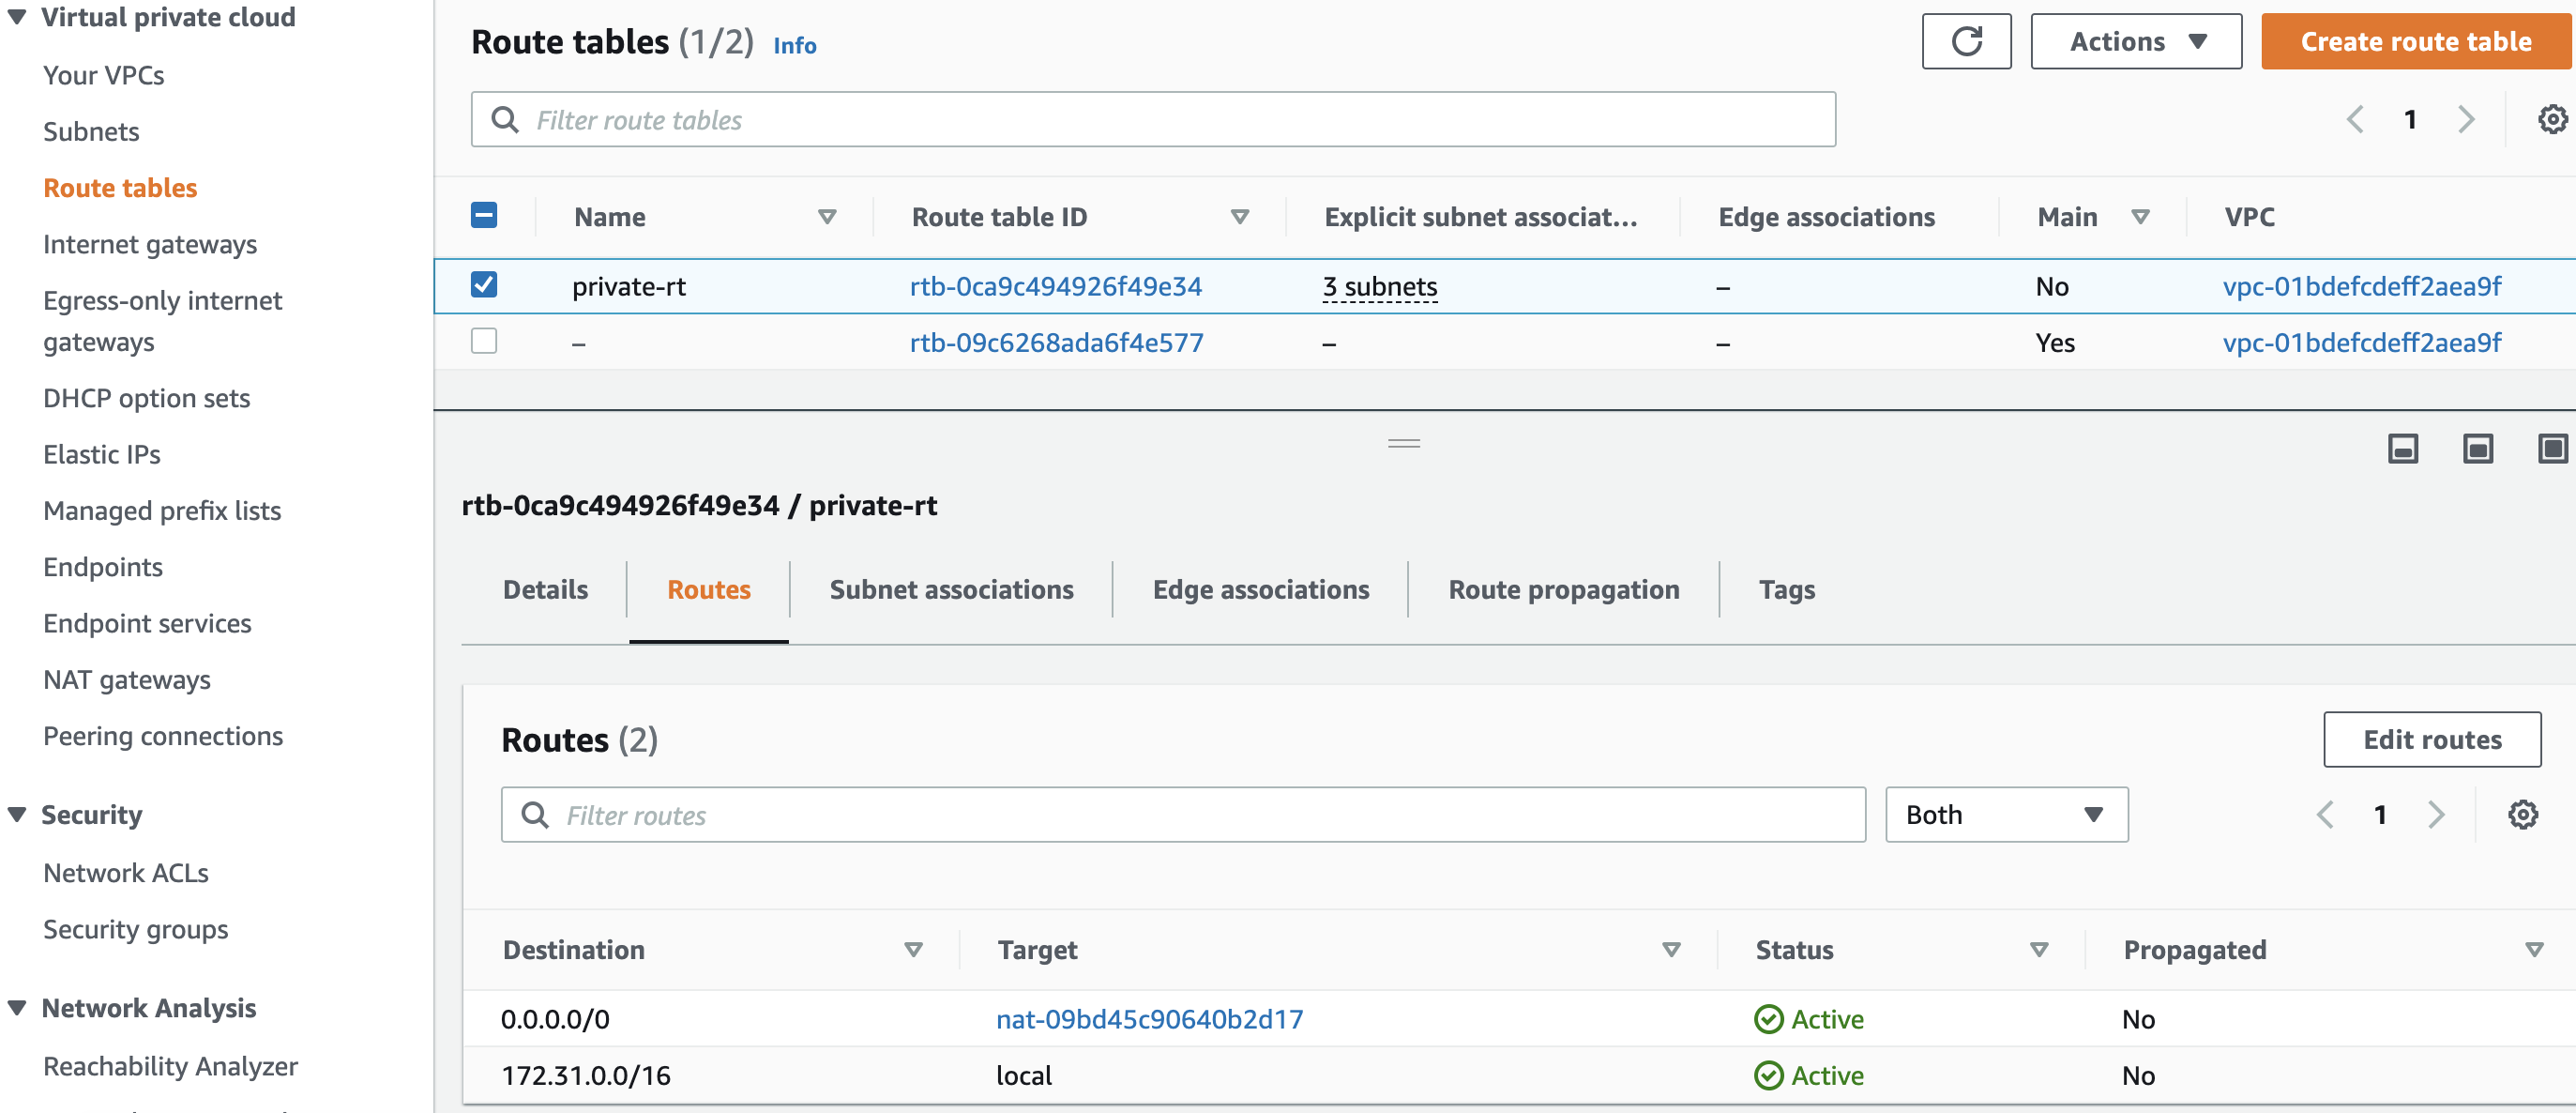 Virtual private cloud
Your VPCs
Subnets
Route tables
Internet gateways
Egress-only internet
gateways
DHCP option sets
Elastic IPs
Managed prefix lists
Endpoints
Endpoint services
NAT gateways
Peering connections
Security
Network ACLs
Security groups
Network Analysis
Reachability Analyzer
Route tables (1/2) Info
Actions
Create route table
Filter route tables
1
Name Route table ID Explicit subnet associat... Edge associations Main VPC
private-rt rtb-0ca9c494926f49e34 3 subnets – No vpc-01bdefcdeff2aea9f
– rtb-09c6268ada6f4e577 – – Yes vpc-01bdefcdeff2aea9f
rtb-0ca9c494926f49e34 / private-rt
Details Routes Subnet associations Edge associations Route propagation Tags
Routes (2)
Edit routes
Filter routes
Both
1
Destination Target Status Propagated
0.0.0.0/0 nat-09bd45c90640b2d17 Active No
172.31.0.0/16 local Active No